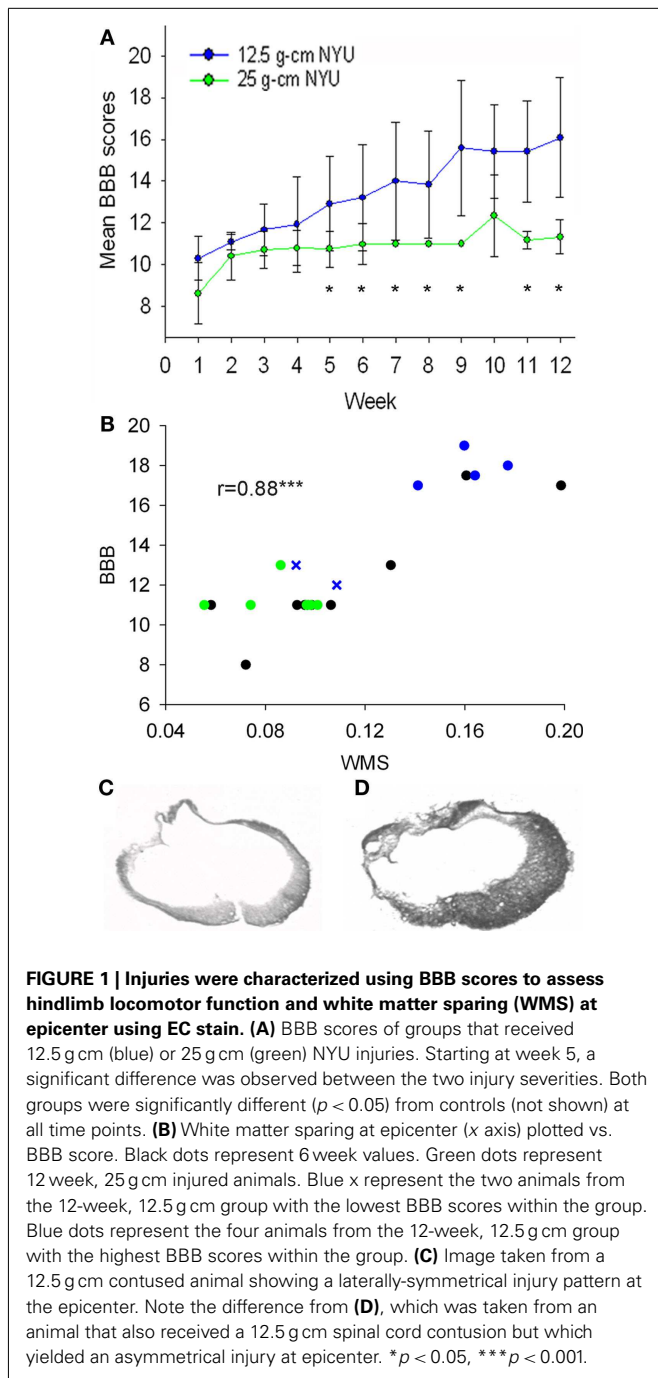 A
20
18
16
14
12
10
8
Mean BBB scores
12.5 g-cm NYU
25 g-cm NYU
* * * * * * *
0 1 2 3 4 5 6 7 8 9 10 11 12
Week
B
20
18
16
14
12
10
8
6
BBB
r=0.88***
0.04 0.08 0.12 0.16 0.20
WMS
C
D
FIGURE 1 | Injuries were characterized using BBB scores to assess
hindlimb locomotor function and white matter sparing (WMS) at
epicenter using EC stain. (A) BBB scores of groups that received
12.5 g cm (blue) or 25 g cm (green) NYU injuries. Starting at week 5, a
significant difference was observed between the two injury severities. Both
groups were significantly different (p < 0.05) from controls (not shown) at
all time points. (B) White matter sparing at epicenter (x axis) plotted vs.
BBB score. Black dots represent 6 week values. Green dots represent
12 week, 25 g cm injured animals. Blue x represent the two animals from
the 12-week, 12.5 g cm group with the lowest BBB scores within the group.
Blue dots represent the four animals from the 12-week, 12.5 g cm group
with the highest BBB scores within the group. (C) Image taken from a
12.5 g cm contused animal showing a laterally-symmetrical injury pattern at
the epicenter. Note the difference from (D), which was taken from an
animal that also received a 12.5 g cm spinal cord contusion but which
yielded an asymmetrical injury at epicenter. *p < 0.05, ***p < 0.001.